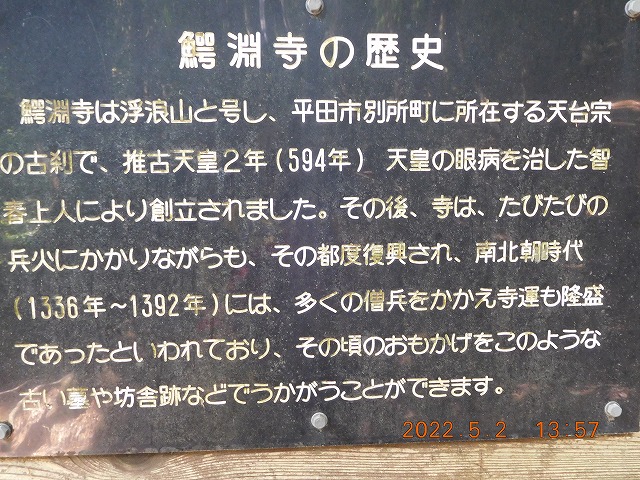 鰐淵寺の歴史
鰐淵寺は浮浪山と号し、平田市別所町に所在する天台宗
の古刹で、推古天皇2年(594年) 天皇の眼病を治した智
春上人により創立されました。その後、寺は、たびたびの
兵火にかかりながらも、その都度復興され、南北朝時代
(1336年～1392年)には、多くの僧兵をかかえ寺運も隆盛
であったといわれており、その頃のおもかげをこのような
古い墓や坊舎跡などでうかがうことができます。
2022.5.2 13:57